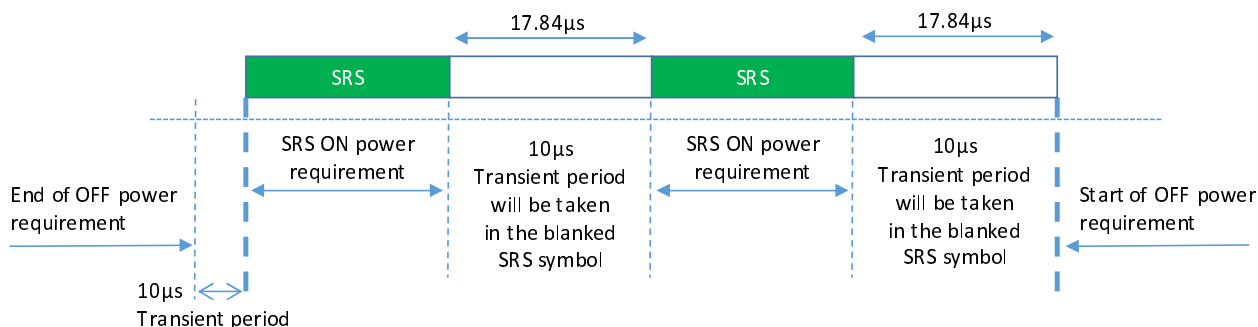 17.84µs
17.84µs
SRS
SRS
SRS ON power
requirement
10µs
Transient period
will be taken
in the blanked
SRS symbol
SRS ON power
requirement
10µs
Transient period
will be taken
in the blanked
SRS symbol
End of OFF power
requirement
Start of OFF power
requirement
10µs
Transient period